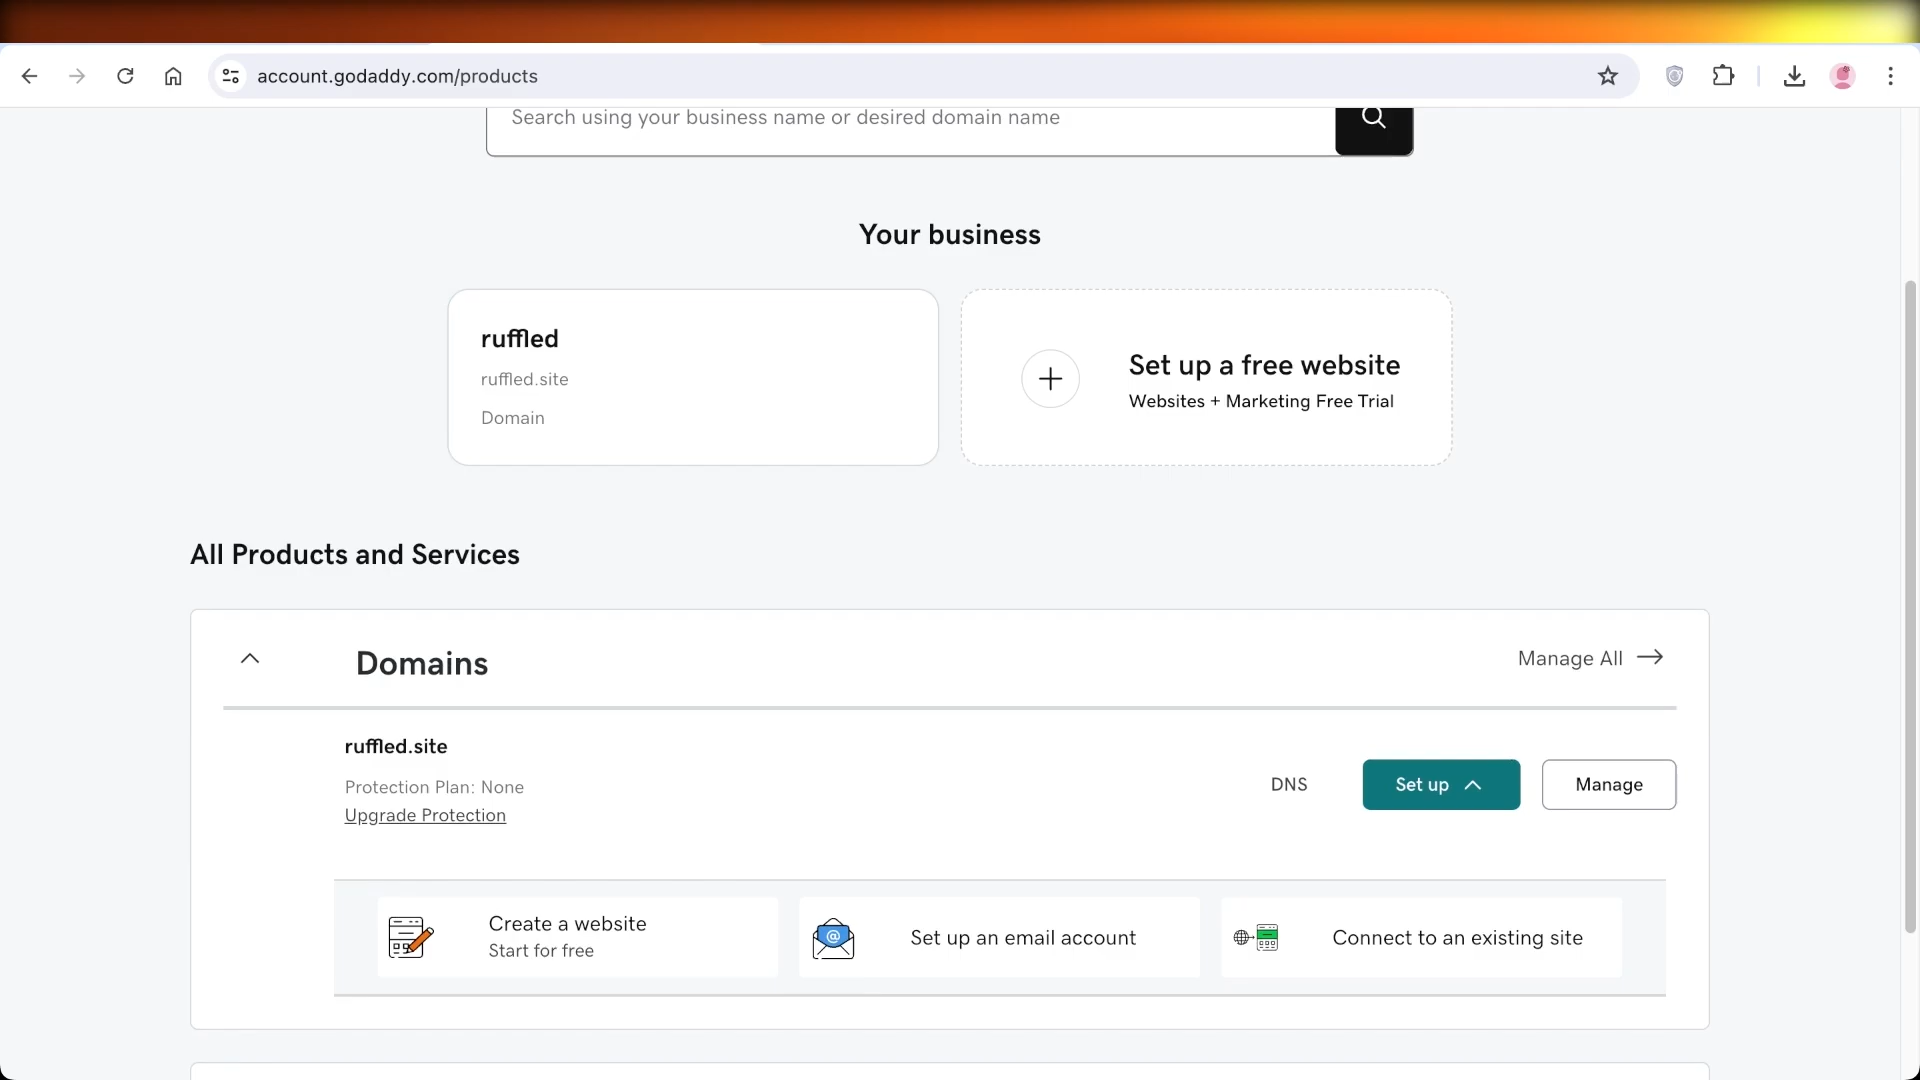 account.godaddy.com/products
Search using your business name or desired domain name
Your business
ruffled
ruffled.site
Domain
Set up a free website
Websites + Marketing Free Trial
All Products and Services
Domains
Manage All
ruffled.site
Protection Plan: None
Upgrade Protection
DNS
Set up
Manage
Create a website
Start for free
@
Set up an email account
Connect to an existing site